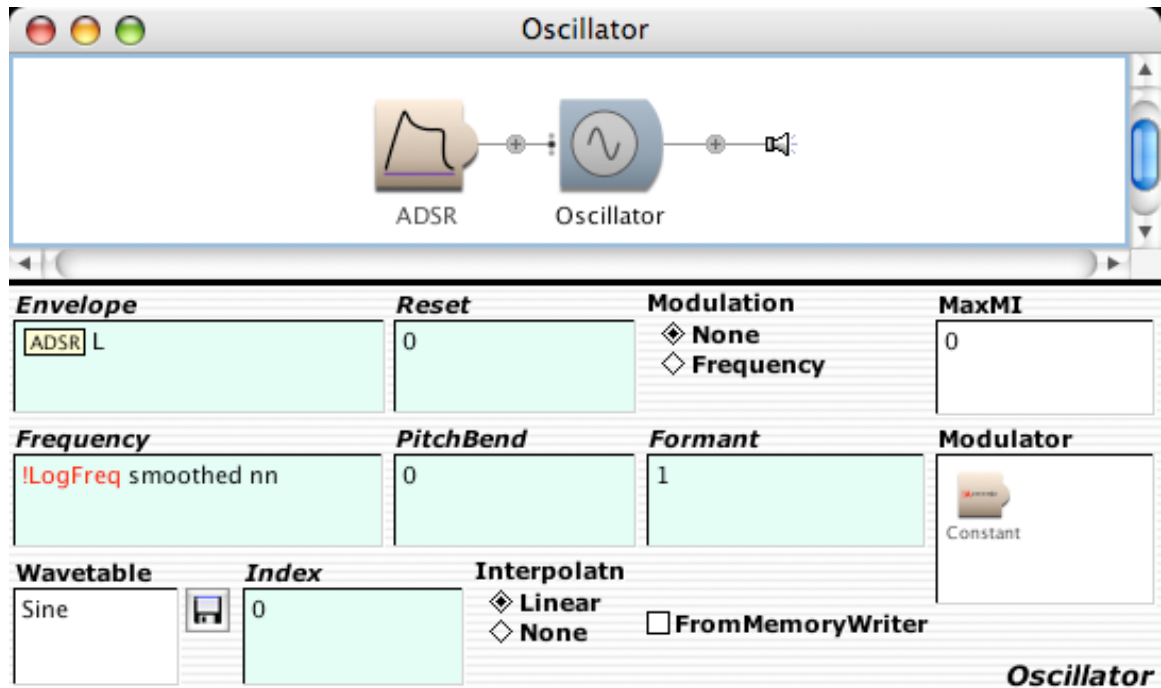 Oscillator
ADSR
Oscillator
Envelope
Reset
Modulation
MaxMI
ADSR L
0
None
Frequency
0
Frequency
PitchBend
Formant
Modulator
!LogFreq smoothed nn
0
1
Constant
Wavetable
Index
Interpolatn
Sine
0
Linear
None
FromMemoryWriter
Oscillator